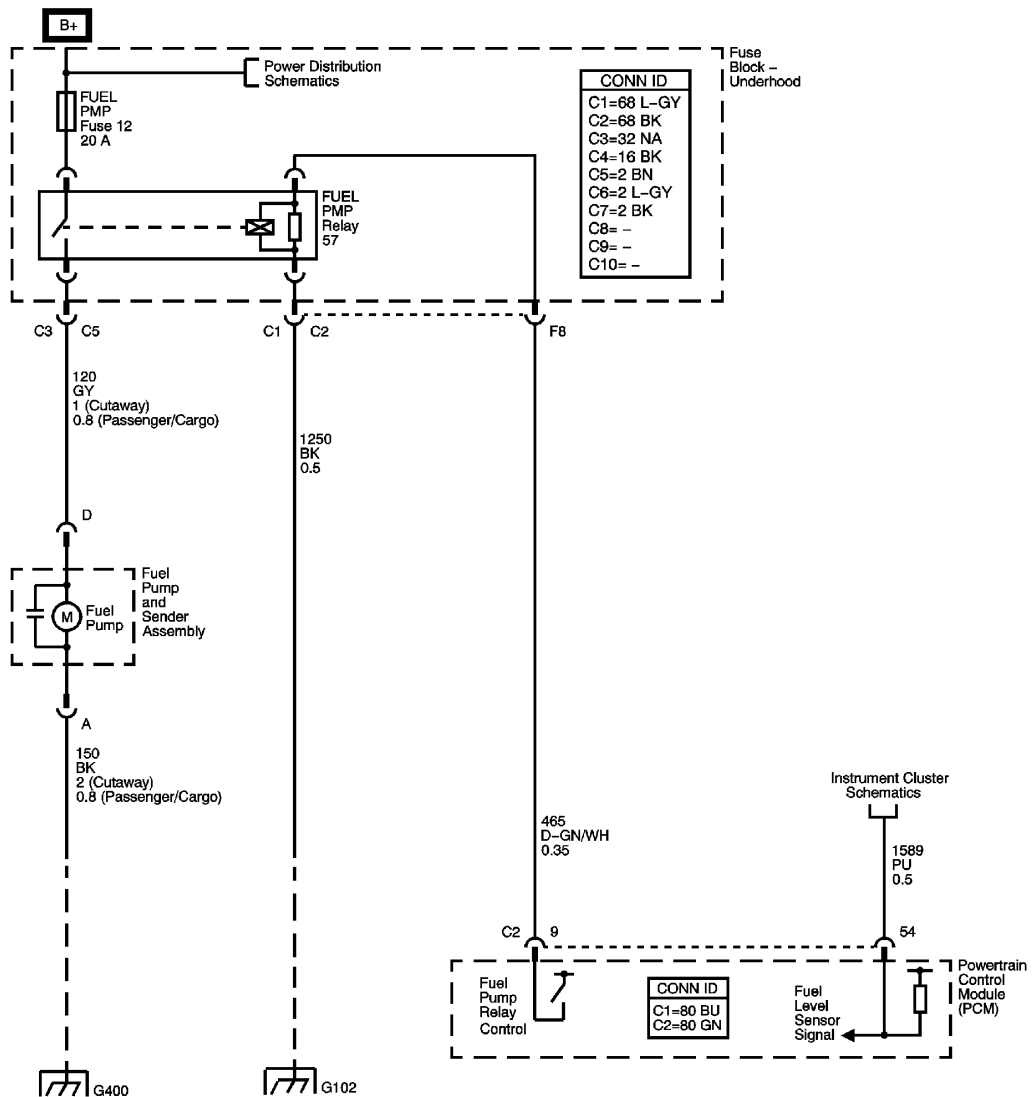 B+
Power Distribution
Schematics
Fuse
Block –
Underhood
CONN ID
C1=68 L–GY
C2=68 BK
C3=32 NA
C4=16 BK
C5=2 BN
C6=2 L–GY
C7=2 BK
C8= –
C9= –
C10= –
FUEL
PMP
Fuse 12
20 A
FUEL
PMP
Relay
57
C3
C5
C1
C2
F8
120
GY
1 (Cutaway)
0.8 (Passenger/Cargo)
1250
BK
0.5
D
Fuel
Pump
and
Sender
Assembly
M
Fuel
Pump
A
150
BK
2 (Cutaway)
0.8 (Passenger/Cargo)
Instrument Cluster
Schematics
465
D–GN/WH
0.35
1589
PU
0.5
C2
9
54
Powertrain
Control
Module
(PCM)
Fuel
Pump
Relay
Control
CONN ID
C1=80 BU
C2=80 GN
Fuel
Level
Sensor
Signal
G400
G102